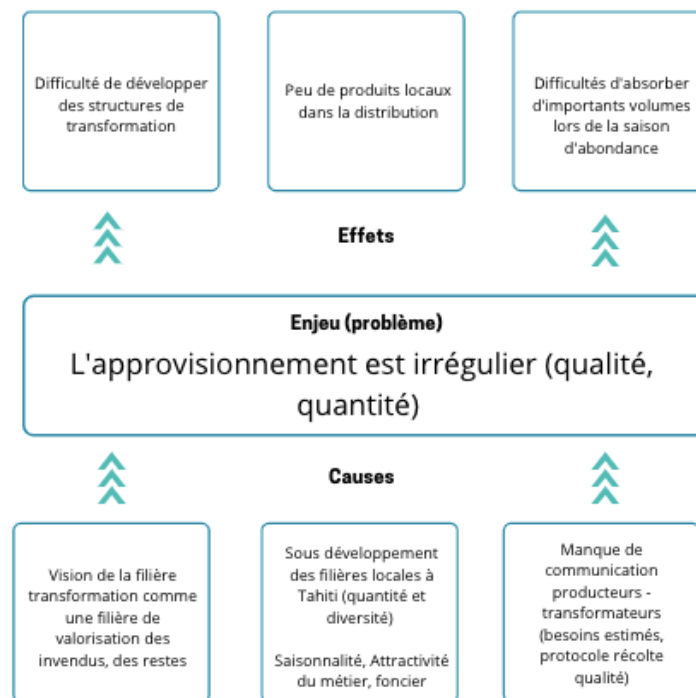 Difficulté de développer
des structures de
transformation
Peu de produits locaux
dans la distribution
Difficultés d'absorber
d'importants volumes
lors de la saison
d'abondance
Effets
Enjeu (problème)
L'approvisionnement est irrégulier (qualité,
quantité)
Causes
Vision de la filière
transformation comme
une filière de
valorisation des
invendus, des restes
Sous développement
des filières locales à
Tahiti (quantité et
diversité)
Saisonnalité, Attractivité
du métier, foncier
Manque de
communication
producteurs -
transformateurs
(besoins estimés,
protocole récolte
qualité)